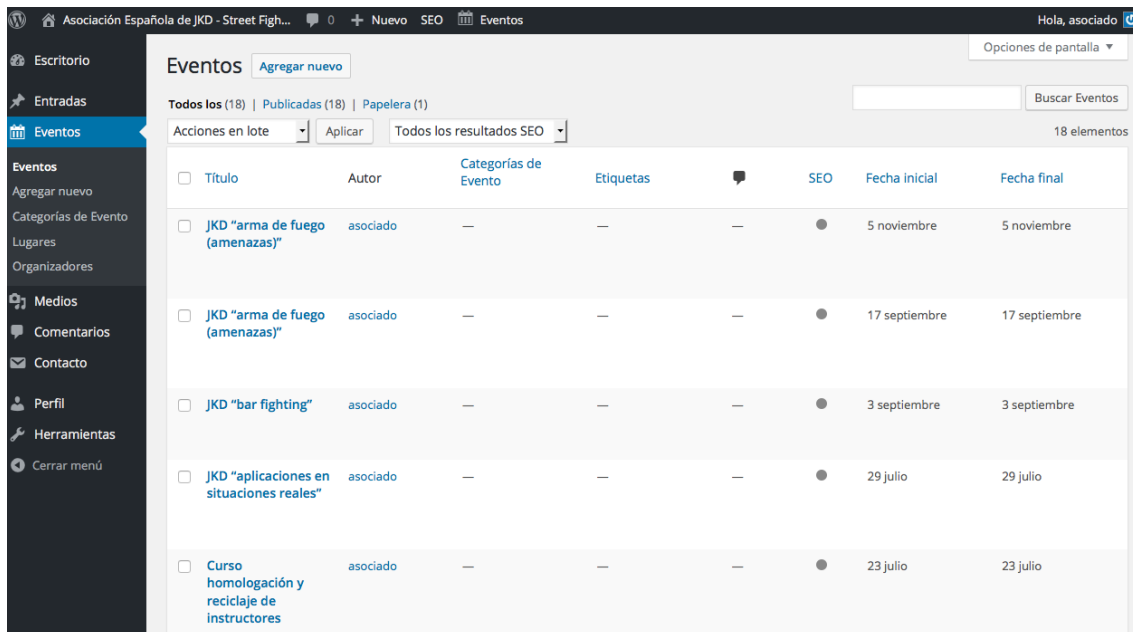 Asociación Española de JKD - Street Figh... 0 + Nuevo SEO Eventos Hola, asociado
Escritorio
Entradas
Eventos
Eventos
Agregar nuevo
Categorías de Evento
Lugares
Organizadores
Medios
Comentarios
Contacto
Perfil
Herramientas
Cerrar menú
Opciones de pantalla ▼
Eventos Agregar nuevo
Todos los (18) | Publicadas (18) | Papelera (1)
Buscar Eventos
Acciones en lote Aplicar Todos los resultados SEO
18 elementos
Título Autor Categorías de
Evento Etiquetas SEO Fecha inicial Fecha final
JKD “arma de fuego asociado — — — 5 noviembre 5 noviembre
(amenazas)”
JKD “arma de fuego asociado — — — 17 septiembre 17 septiembre
(amenazas)”
JKD “bar fighting” asociado — — — 3 septiembre 3 septiembre
JKD “aplicaciones en asociado — — — 29 julio 29 julio
situaciones reales”
Curso asociado — — — 23 julio 23 julio
homologación y
reciclaje de
instructores